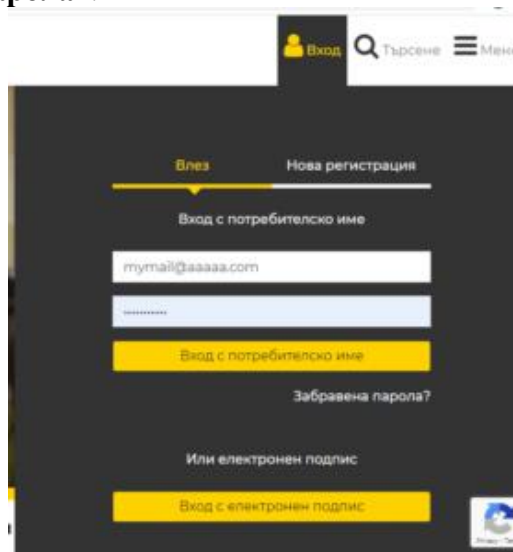 Вход Търсене Мен
Влез Нова регистрация
Вход с потребителско име
mymail@aaaaa.com
Вход с потребителско име
Забравена парола?
Или електронен подпис
Вход с електронен подпис